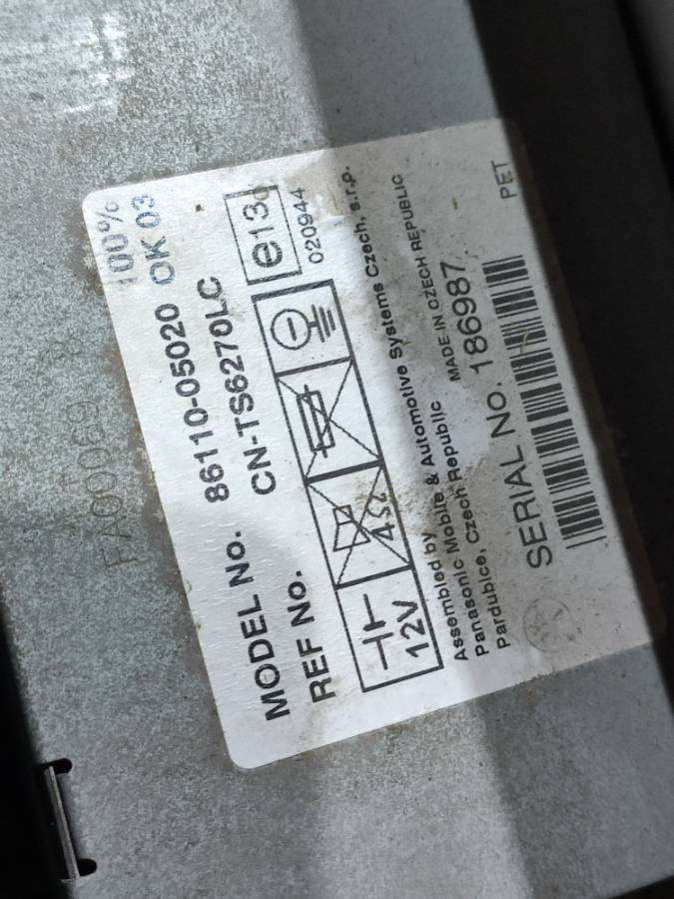 100%
OK 03
MODEL No. 86110-05020
REF No. CN-TS6270LC
e13
020944
12V
4Ω
Assembled by
Panasonic Mobile & Automotive Systems Czech, s.r.o.
Pardubice, Czech Republic MADE IN CZECH REPUBLIC
SERIAL No. 186987
PET